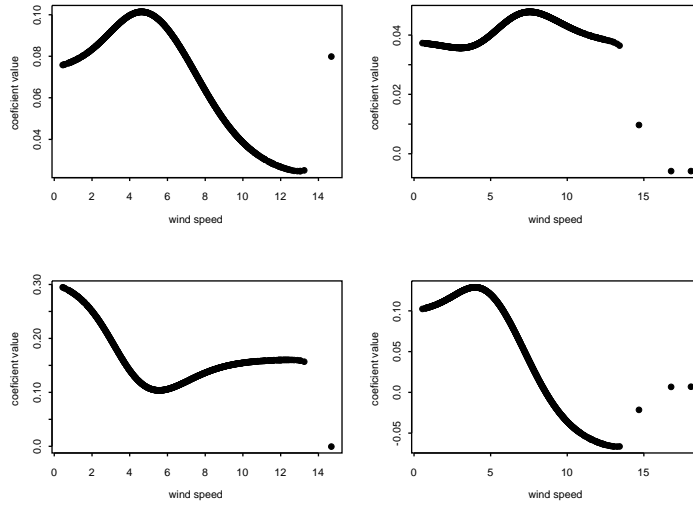 coeficient value
0.04 0.06 0.08 0.10
0 2 4 6 8 10 12 14
wind speed
coeficient value
0.0 0.02 0.04
0 5 10 15
wind speed
coeficient value
0.0 0.10 0.20 0.30
0 2 4 6 8 10 12 14
wind speed
coeficient value
-0.05 0.0 0.05 0.10
0 5 10 15
wind speed